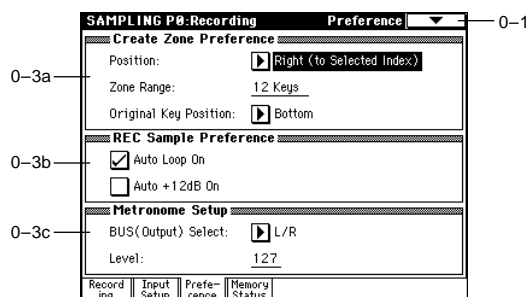 SAMPLING P0:Recording Preference
0–1
Create Zone Preference
0–3a
Position: Right (to Selected Index)
Zone Range: 12 Keys
Original Key Position: Bottom
REC Sample Preference
0–3b
Auto Loop On
Auto +12dB On
Metronome Setup
0–3c
BUS(Output) Select: L/R
Level: 127
Record Input Prefe- Memory
ing Setup rence Status